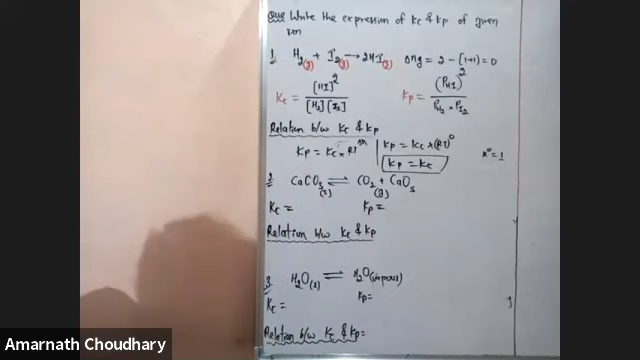 Que Write the expression of Kc & Kp of given
rxn
1. H2(g) + I2(g) → 2HI(g) Δng = 2 - [1+1] = 0
Kc = [HI]^2 / [H2][I2] Kp = (PHI)^2 / PH2 × PI2
Relation b/w Kc & Kp
Kp = Kc × RT^Δn | Kp = Kc × (RT)^0
Kp = Kc x^0 = 1
2. CaCO3(s) ⇌ CO2(g) + CaOs
Kc = Kp =
Relation b/w Kc & Kp
3. H2O(l) ⇌ H2O(vapour)
Kc = Kp =
Relation b/w Kc & Kp =
Amarnath Choudhary